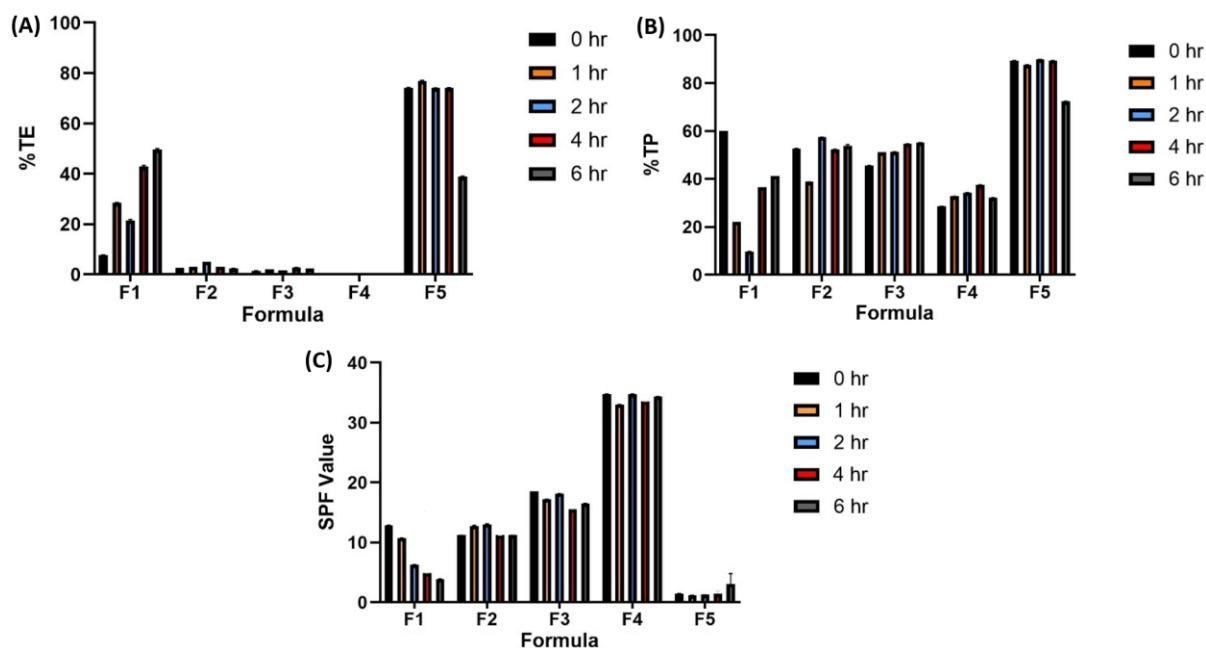 (A)
100
80
60
40
20
0
%TE
F1 F2 F3 F4 F5
Formula
0 hr
1 hr
2 hr
4 hr
6 hr
(B)
100
80
60
40
20
0
%TP
F1 F2 F3 F4 F5
Formula
0 hr
1 hr
2 hr
4 hr
6 hr
(C)
40
30
20
10
0
SPF Value
F1 F2 F3 F4 F5
Formula
0 hr
1 hr
2 hr
4 hr
6 hr